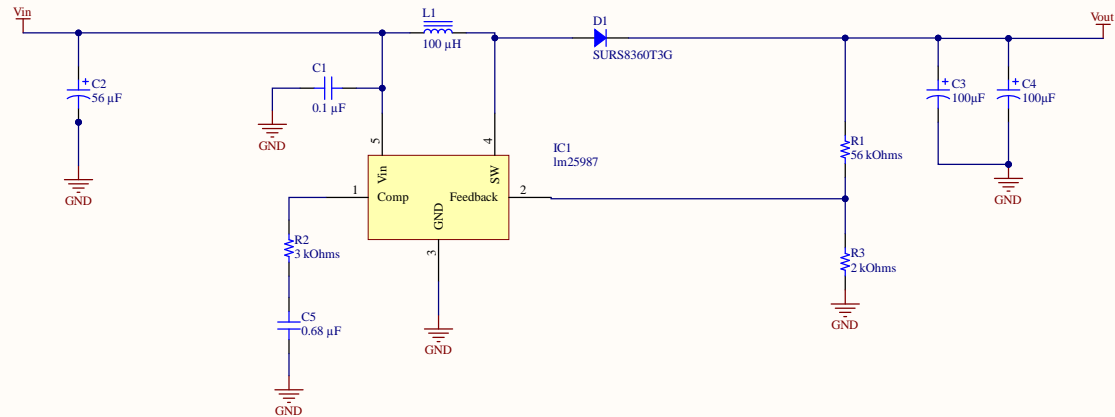 Vin
L1
100 µH
D1
SURS8360T3G
Vout
C2
56 µF
GND
C1
0.1 µF
GND
C3
100µF
C4
100µF
GND
R1
56 kOhms
IC1
lm25987
5
Vin
4
SW
1
Comp
Feedback
2
GND
3
GND
R2
3 kOhms
C5
0.68 µF
GND
R3
2 kOhms
GND